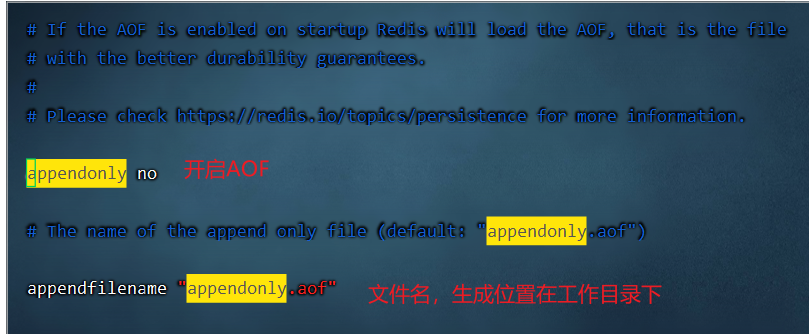 # If the AOF is enabled on startup Redis will load the AOF, that is the file
# with the better durability guarantees.
#
# Please check https://redis.io/topics/persistence for more information.
appendonly no 开启AOF
# The name of the append only file (default: "appendonly.aof")
appendfilename "appendonly.aof" 文件名，生成位置在工作目录下